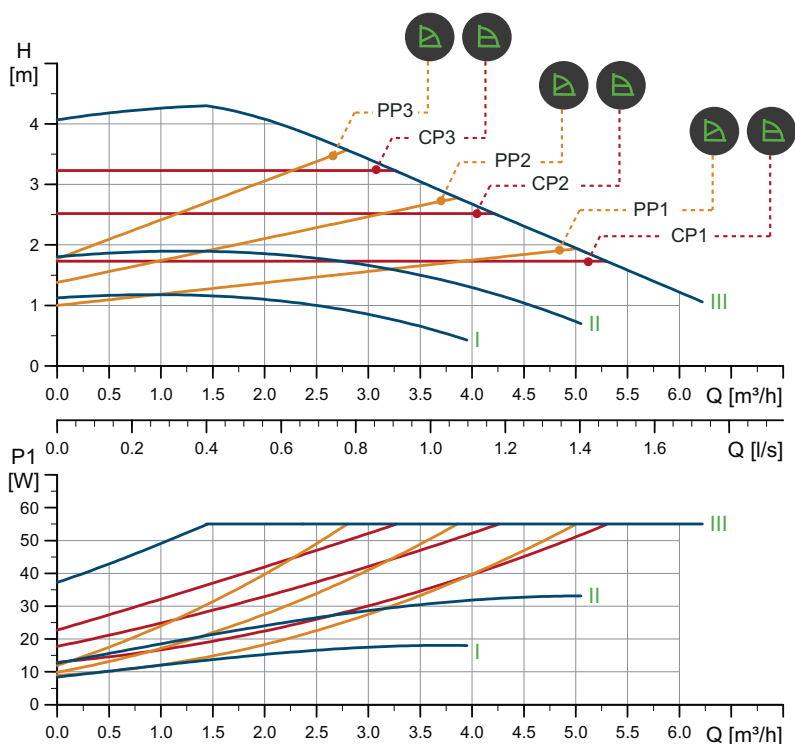 H
[m]
PP3
CP3
PP2
CP2
PP1
CP1
4
3
2
1
0
I
II
III
0.0 0.5 1.0 1.5 2.0 2.5 3.0 3.5 4.0 4.5 5.0 5.5 6.0 Q [m³/h]
0.0 0.2 0.4 0.6 0.8 1.0 1.2 1.4 1.6 Q [l/s]
P1
[W]
60
50
40
30
20
10
0
III
II
I
0.0 0.5 1.0 1.5 2.0 2.5 3.0 3.5 4.0 4.5 5.0 5.5 6.0 Q [m³/h]